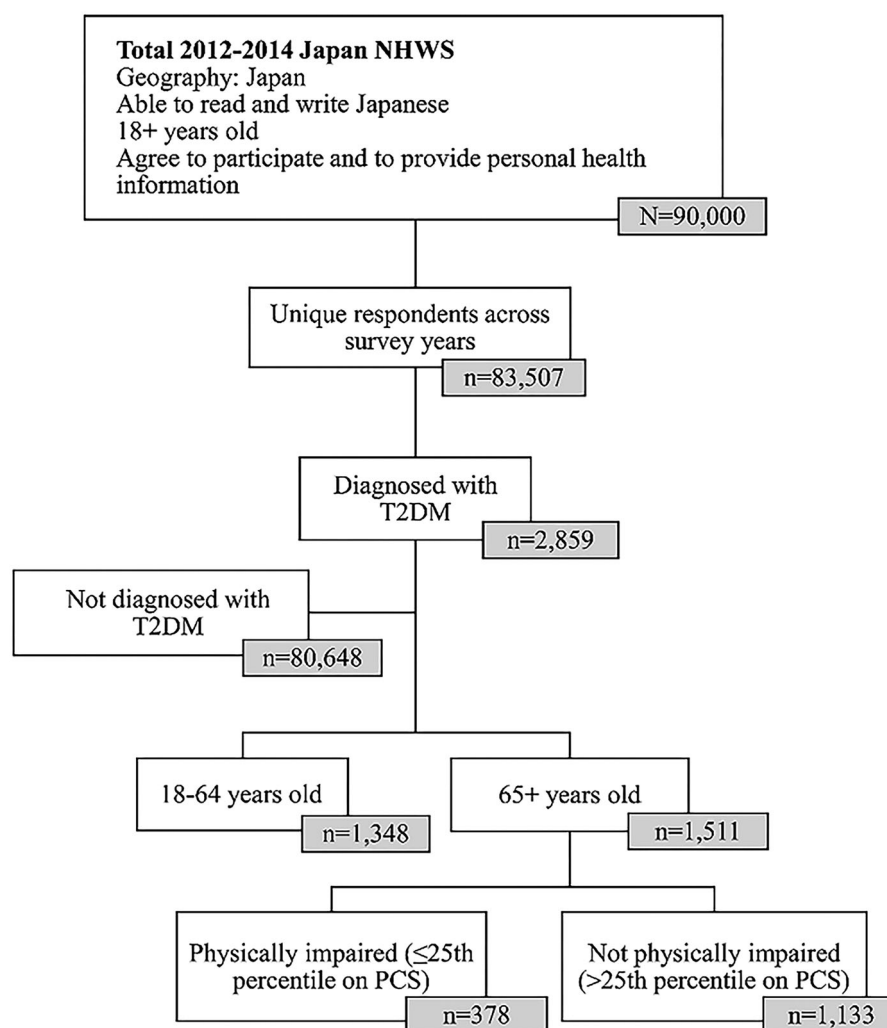 Total 2012-2014 Japan NHWS
Geography: Japan
Able to read and write Japanese
18+ years old
Agree to participate and to provide personal health
information
N=90,000
Unique respondents across
survey years
n=83,507
Diagnosed with
T2DM
n=2,859
Not diagnosed with
T2DM
n=80,648
18-64 years old
n=1,348
65+ years old
n=1,511
Physically impaired (≤25th
percentile on PCS)
n=378
Not physically impaired
(>25th percentile on PCS)
n=1,133